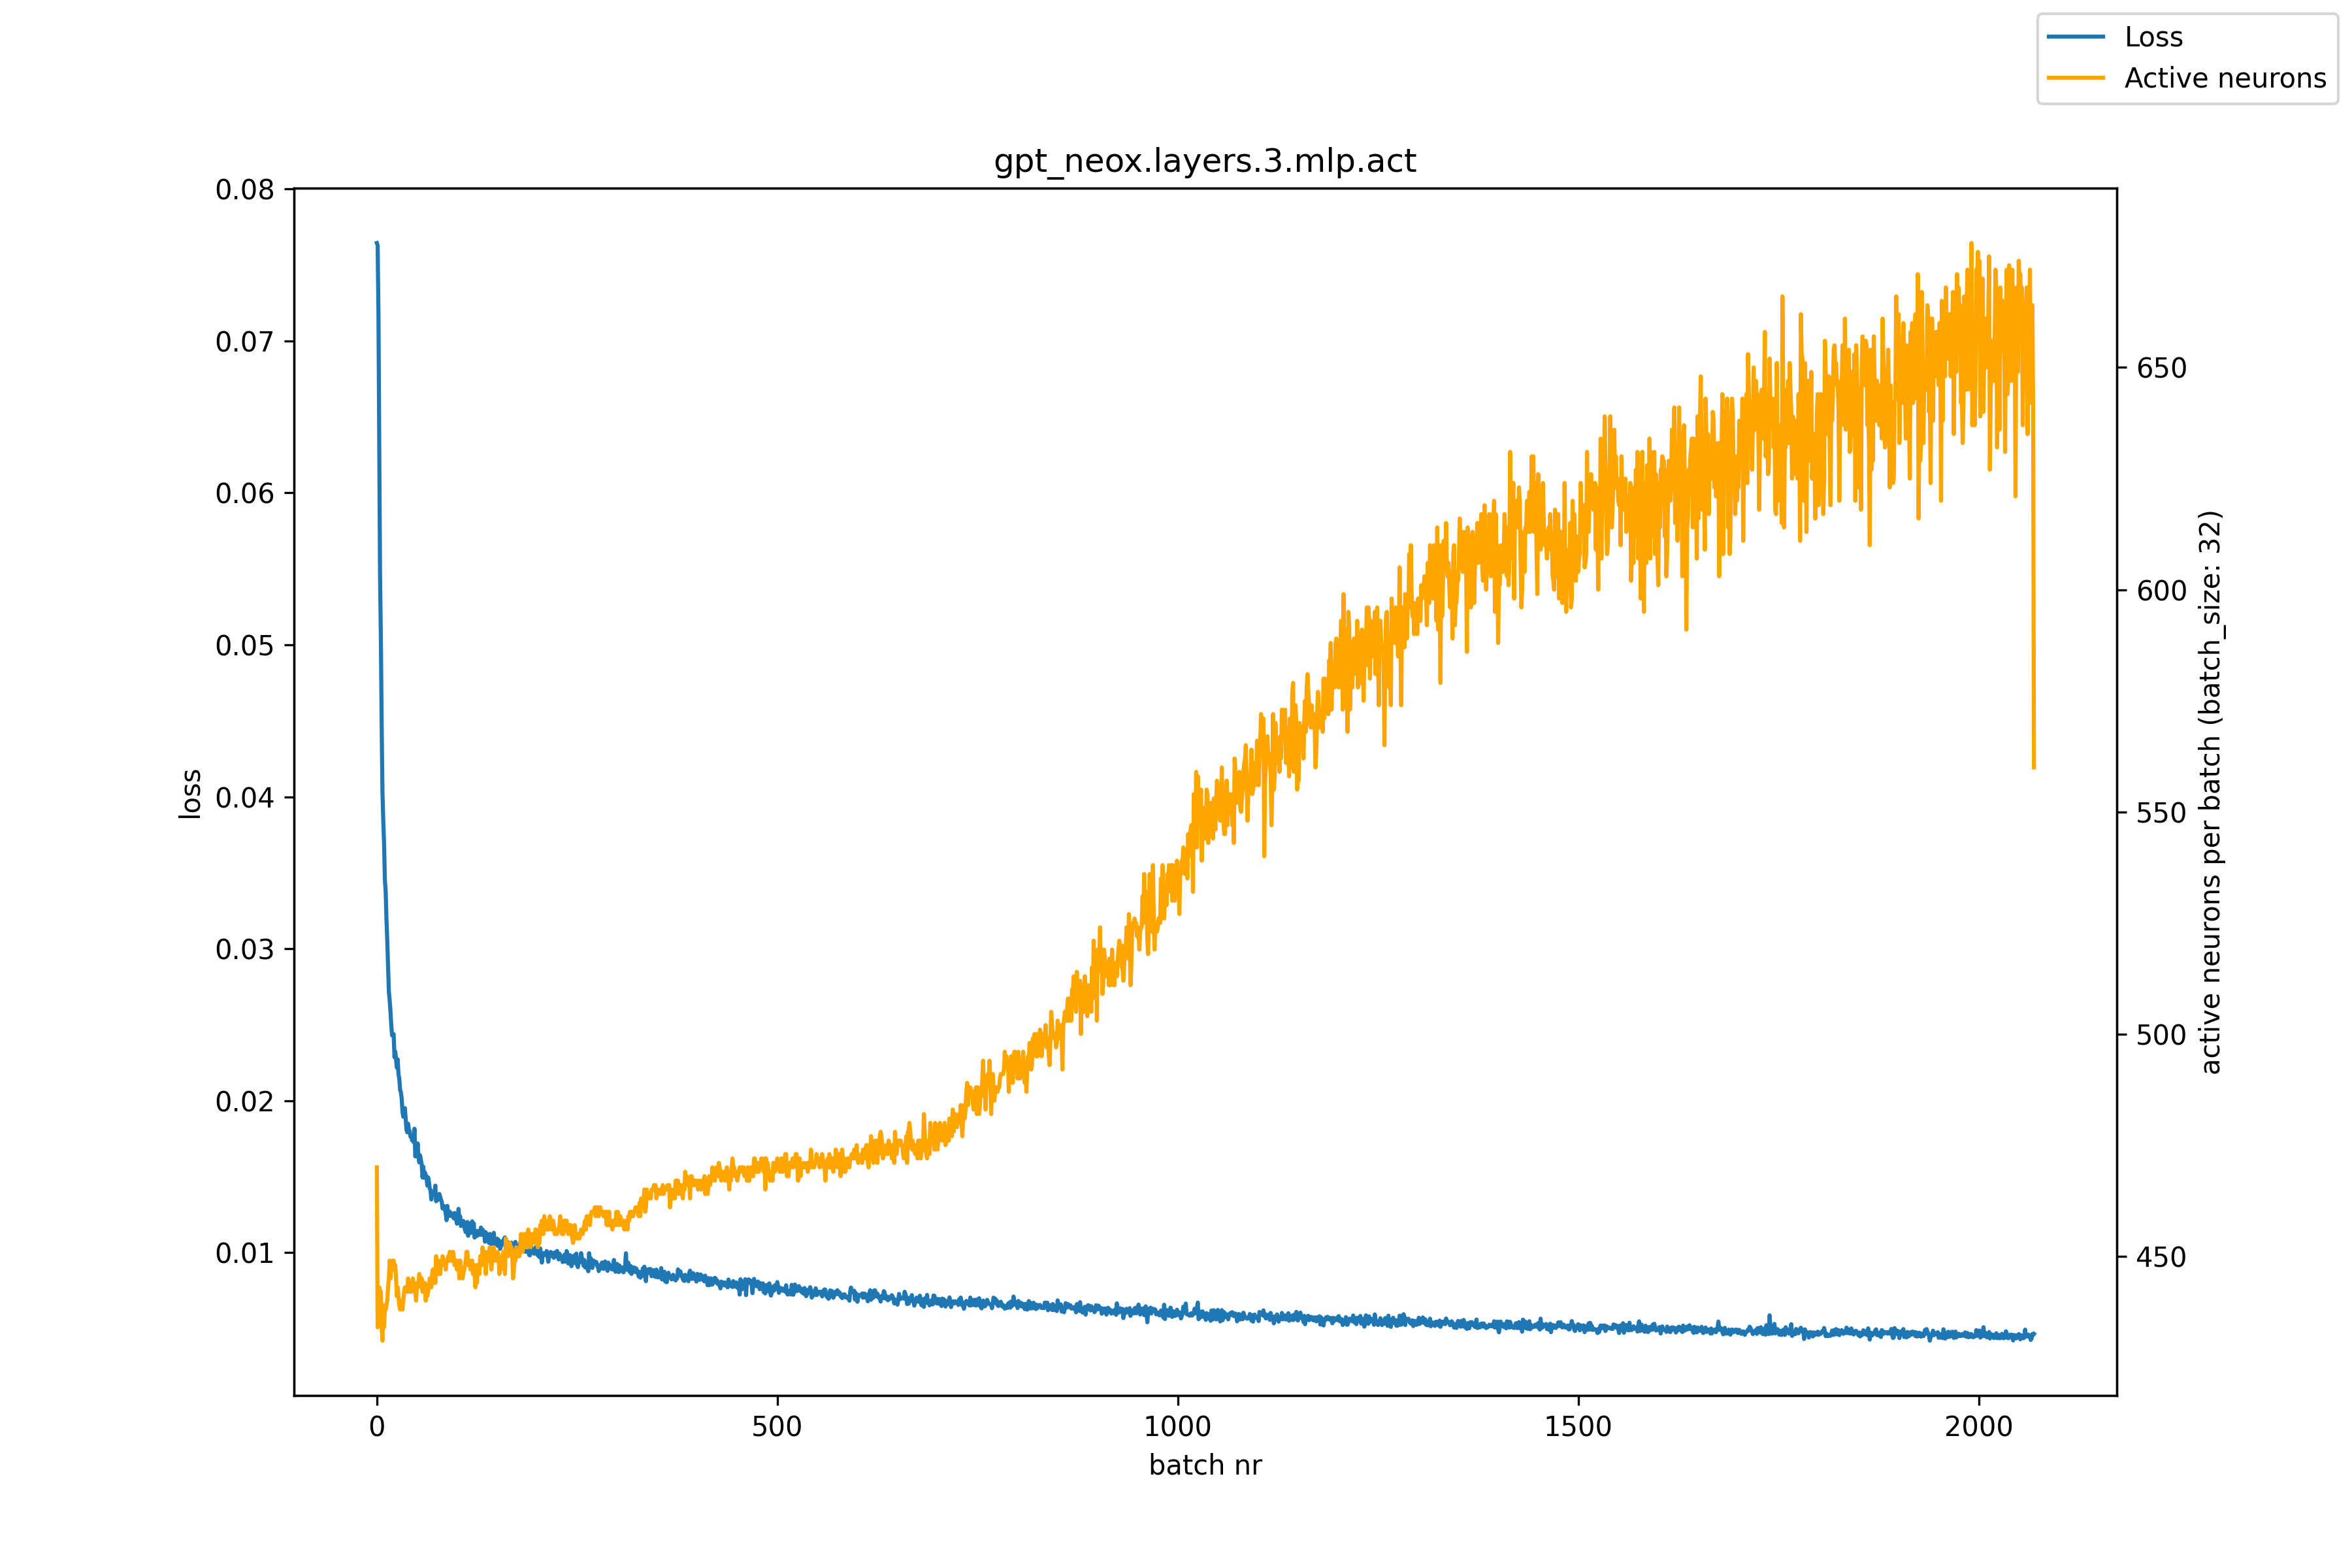 Loss
Active neurons
gpt_neox.layers.3.mlp.act
0.08
0.07
0.06
0.05
0.04
0.03
0.02
0.01
loss
650
600
550
500
450
active neurons per batch (batch_size: 32)
0 500 1000 1500 2000
batch nr